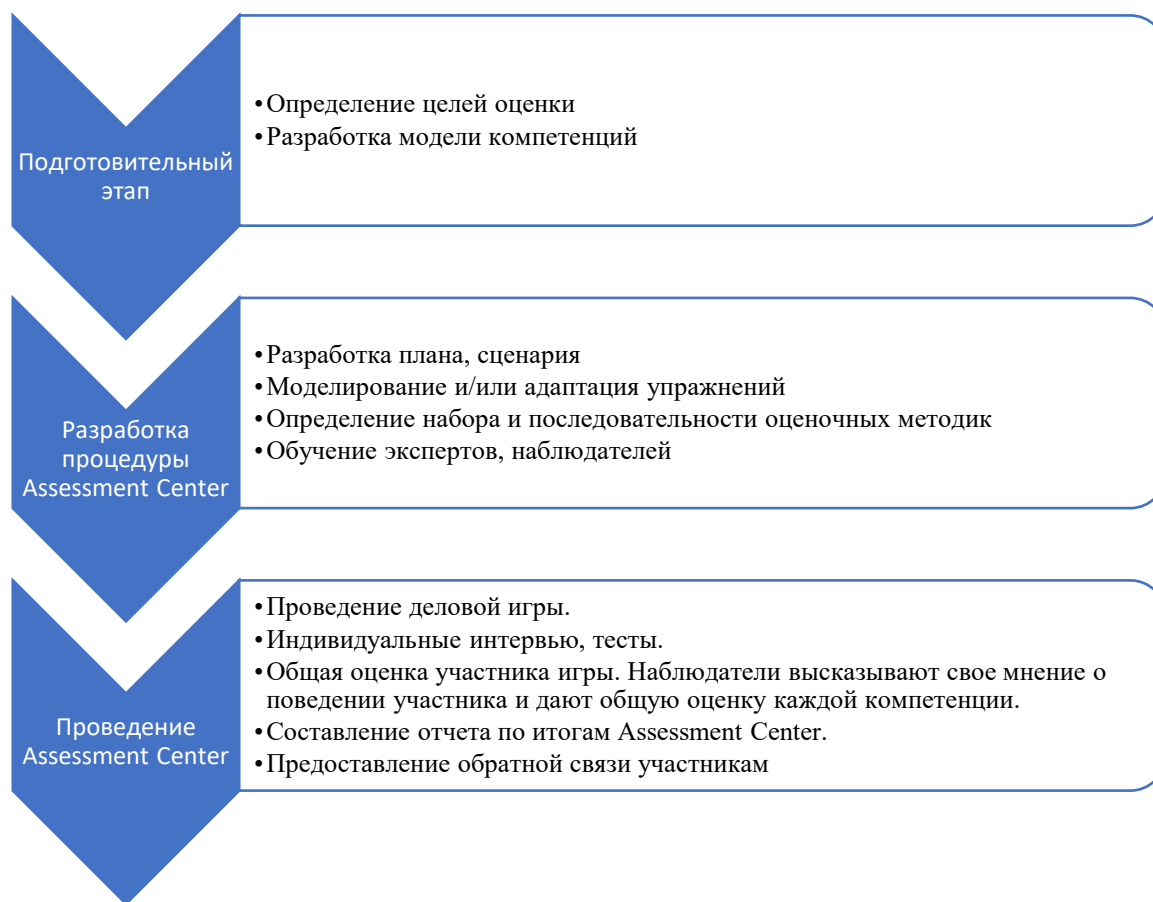 Подготовительный
этап
•Определение целей оценки
•Разработка модели компетенций
Разработка
процедуры
Assessment Center
•Разработка плана, сценария
•Моделирование и/или адаптация упражнений
•Определение набора и последовательности оценочных методик
•Обучение экспертов, наблюдателей
Проведение
Assessment Center
•Проведение деловой игры.
•Индивидуальные интервью, тесты.
•Общая оценка участника игры. Наблюдатели высказывают свое мнение о
поведении участника и дают общую оценку каждой компетенции.
•Составление отчета по итогам Assessment Center.
•Предоставление обратной связи участникам